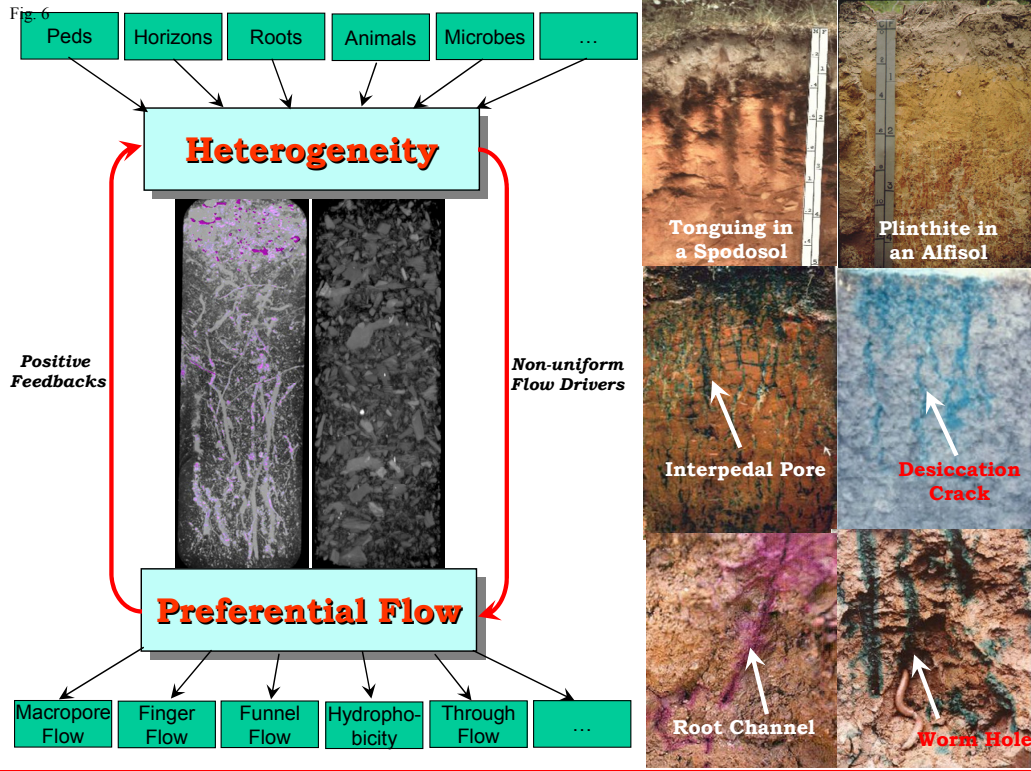 Fig. 6
Peds
Horizons
Roots
Animals
Microbes
...
Heterogeneity
Positive
Feedbacks
Non-uniform
Flow Drivers
Preferential Flow
Macropore
Flow
Finger
Flow
Funnel
Flow
Hydropho-
bicity
Through
Flow
...
Tonguing in
a Spodosol
Plinthite in
an Alfisol
Interpedal Pore
Desiccation
Crack
Root Channel
Worm Hole